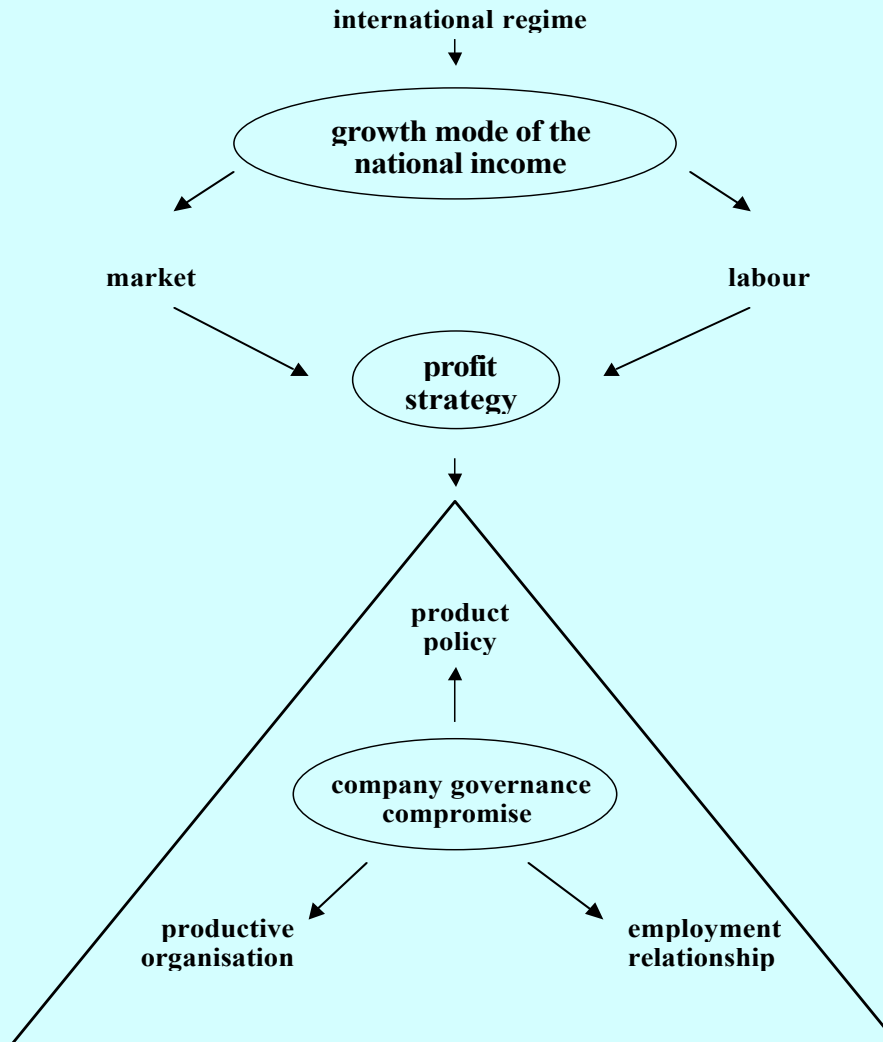 international regime
growth mode of the
national income
market
labour
profit
strategy
product
policy
company governance
compromise
productive
organisation
employment
relationship